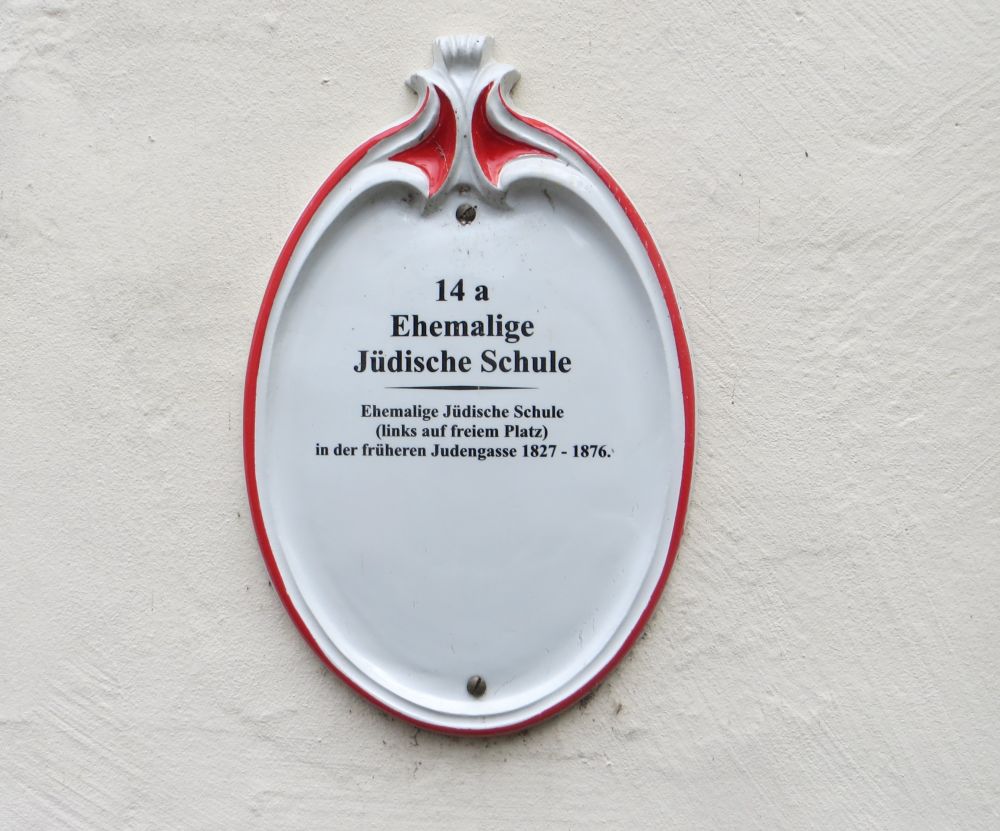 14 a
Ehemalige
Jüdische Schule
Ehemalige Jüdische Schule
(links auf freiem Platz)
in der früheren Judengasse 1827 - 1876.